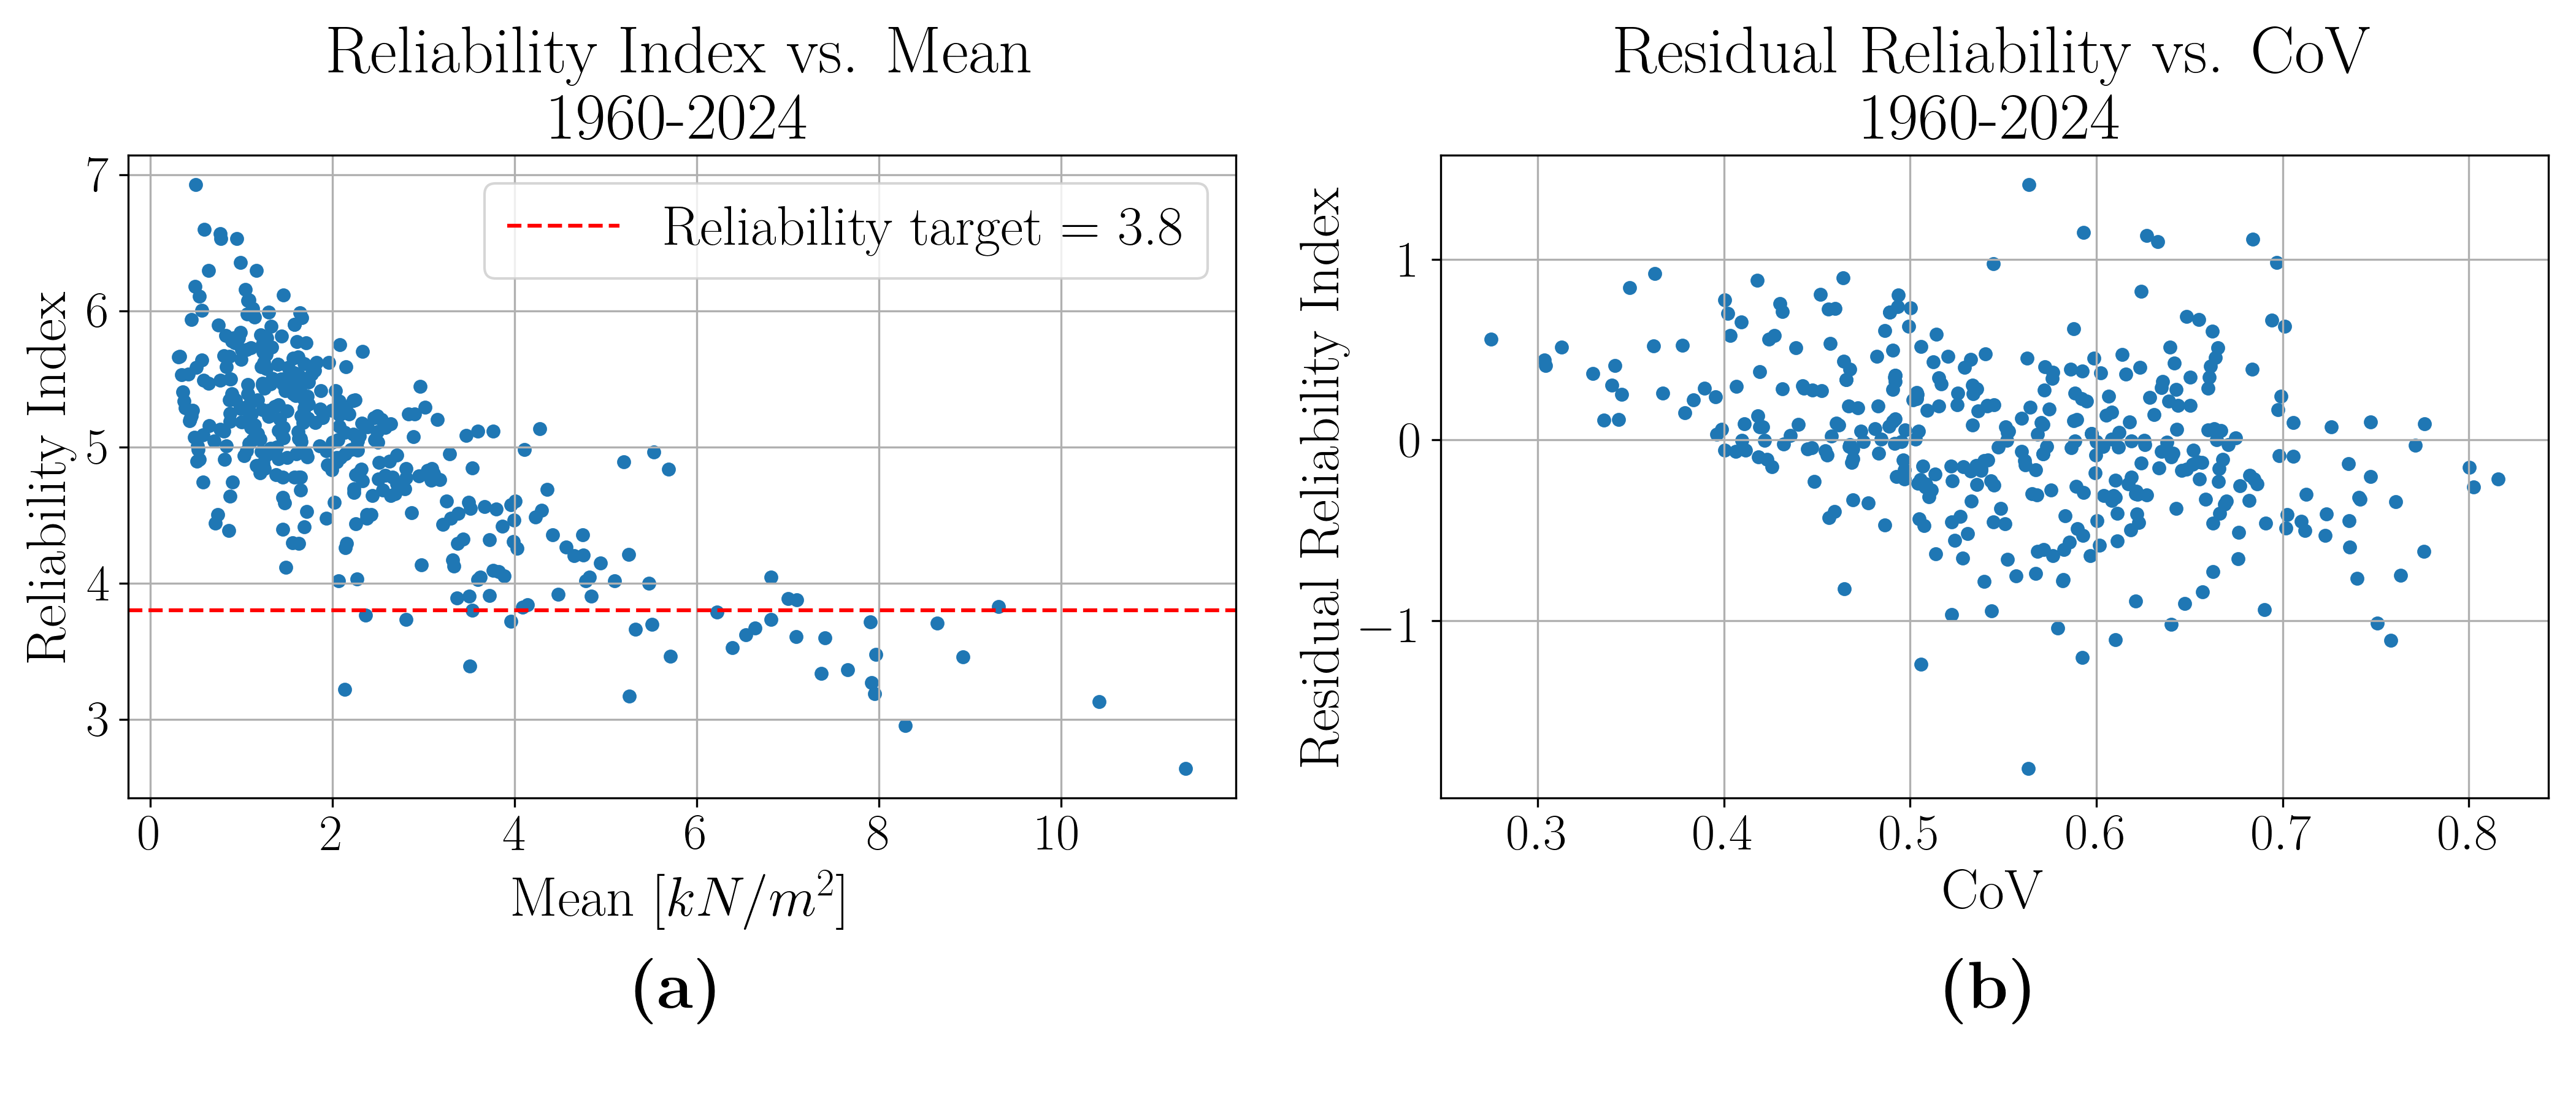 Reliability Index vs. Mean
1960-2024
Reliability Index
7
6
5
4
3
Reliability target = 3.8
0 2 4 6 8 10
Mean [kN/m²]
(a)
Residual Reliability vs. CoV
1960-2024
Residual Reliability Index
1
0
−1
0.3 0.4 0.5 0.6 0.7 0.8
CoV
(b)